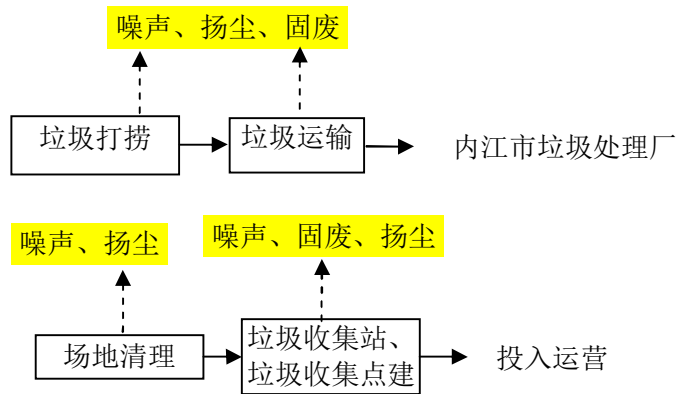 噪声、扬尘、固废
垃圾打捞
垃圾运输
内江市垃圾处理厂
噪声、扬尘
噪声、固废、扬尘
场地清理
垃圾收集站、
垃圾收集点建
投入运营